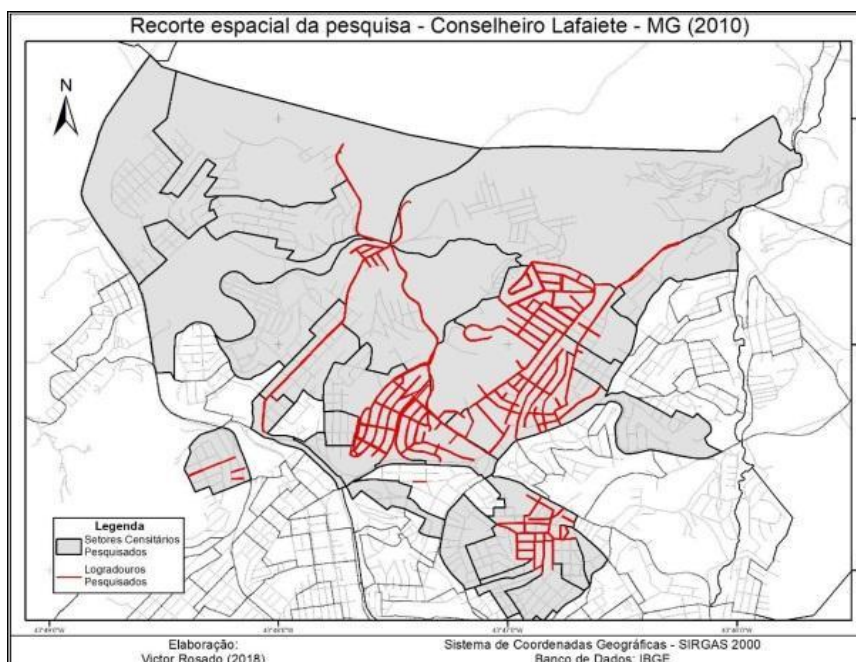 Recorte espacial da pesquisa - Conselheiro Lafaiete - MG (2010)
N
Legenda
Setores Censitários
Pesquisados
Logradouros
Pesquisados
Elaboração:
Victor Rosado (2018)
Sistema de Coordenadas Geográficas - SIRGAS 2000
Banco de Dados: IBGE